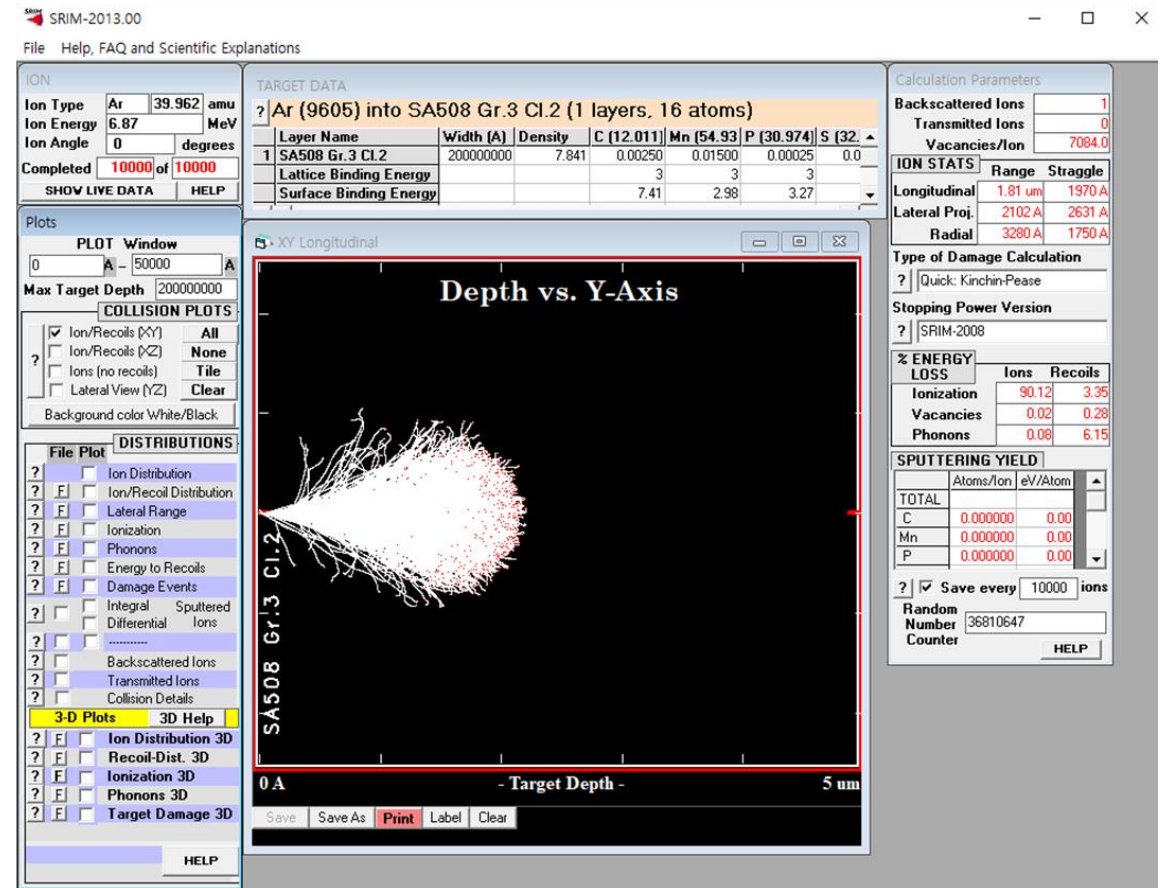 SRIM-2013.00
File Help, FAQ and Scientific Explanations
ION
Ion Type Ar 39.962 amu
Ion Energy 6.87 MeV
Ion Angle 0 degrees
Completed 10000 of 10000
SHOW LIVE DATA HELP
TARGET DATA
? Ar (9605) into SA508 Gr.3 Cl.2 (1 layers, 16 atoms)
Layer Name Width (A) Density C (12.011) Mn (54.93 P (30.974) S (32.
1 SA508 Gr.3 Cl.2 200000000 7.841 0.00250 0.01500 0.00025 0.0
Lattice Binding Energy 3 3 3
Surface Binding Energy 7.41 2.98 3.27
Plots
PLOT Window
0 A - 50000 A
Max Target Depth 200000000
COLLISION PLOTS
? Ion/Recoils (XY) All
Ion/Recoils (XZ) None
Ions (no recoils) Tile
Lateral View (YZ) Clear
Background color White/Black
DISTRIBUTIONS
File Plot
? Ion Distribution
? F Ion/Recoil Distribution
? F Lateral Range
? F Ionization
? F Phonons
? F Energy to Recoils
? F Damage Events
? Integral Sputtered
Differential Ions
? -----------
? Backscattered Ions
? Transmitted Ions
? Collision Details
3-D Plots 3D Help
? F Ion Distribution 3D
? F Recoil-Dist. 3D
? F Ionization 3D
? F Phonons 3D
? F Target Damage 3D
HELP
XY Longitudinal
Depth vs. Y-Axis
SA508 Gr.3 Cl.2
0 A - Target Depth - 5 um
Save Save As Print Label Clear
Calculation Parameters
Backscattered Ions 1
Transmitted Ions 0
Vacancies/Ion 7084.0
ION STATS Range Straggle
Longitudinal 1.81 um 1970 A
Lateral Proj. 2102 A 2631 A
Radial 3280 A 1750 A
Type of Damage Calculation
? Quick: Kinchin-Pease
Stopping Power Version
? SRIM-2008
% ENERGY LOSS Ions Recoils
Ionization 90.12 3.35
Vacancies 0.02 0.28
Phonons 0.08 6.15
SPUTTERING YIELD
Atoms/Ion eV/Atom
TOTAL
C 0.000000 0.00
Mn 0.000000 0.00
P 0.000000 0.00
? Save every 10000 ions
Random
Number 36810647
Counter
HELP